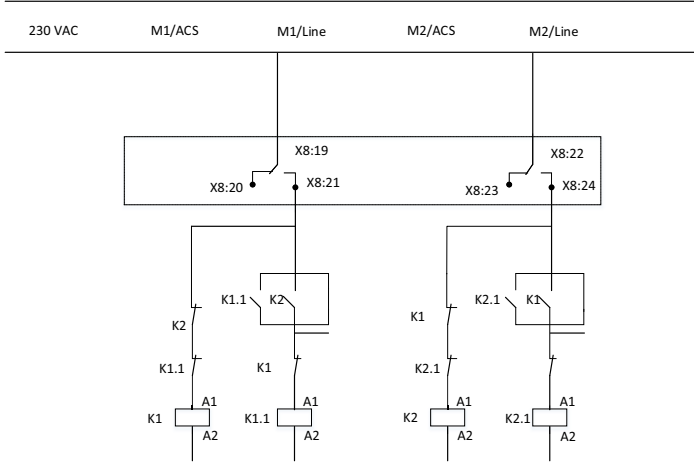 230 VAC M1/ACS M1/Line M2/ACS M2/Line
X8:19 X8:22
X8:20 X8:21 X8:23 X8:24
K1.1 K2 K2.1 K1
K2 K1
K1.1 K1 K2.1
A1 A1 A1 A1
K1 K1.1 K2 K2.1
A2 A2 A2 A2